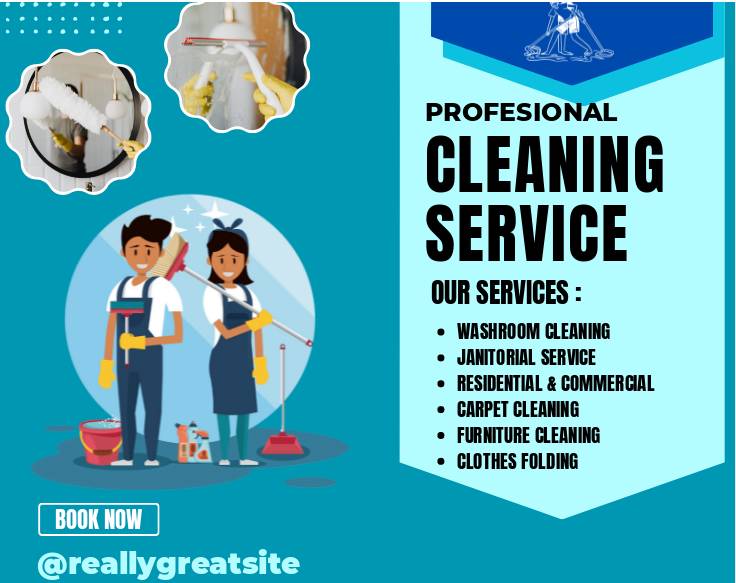 PROFESIONAL
CLEANING
SERVICE
OUR SERVICES :
• WASHROOM CLEANING
• JANITORIAL SERVICE
• RESIDENTIAL & COMMERCIAL
• CARPET CLEANING
• FURNITURE CLEANING
• CLOTHES FOLDING
BOOK NOW
@reallygreatsite